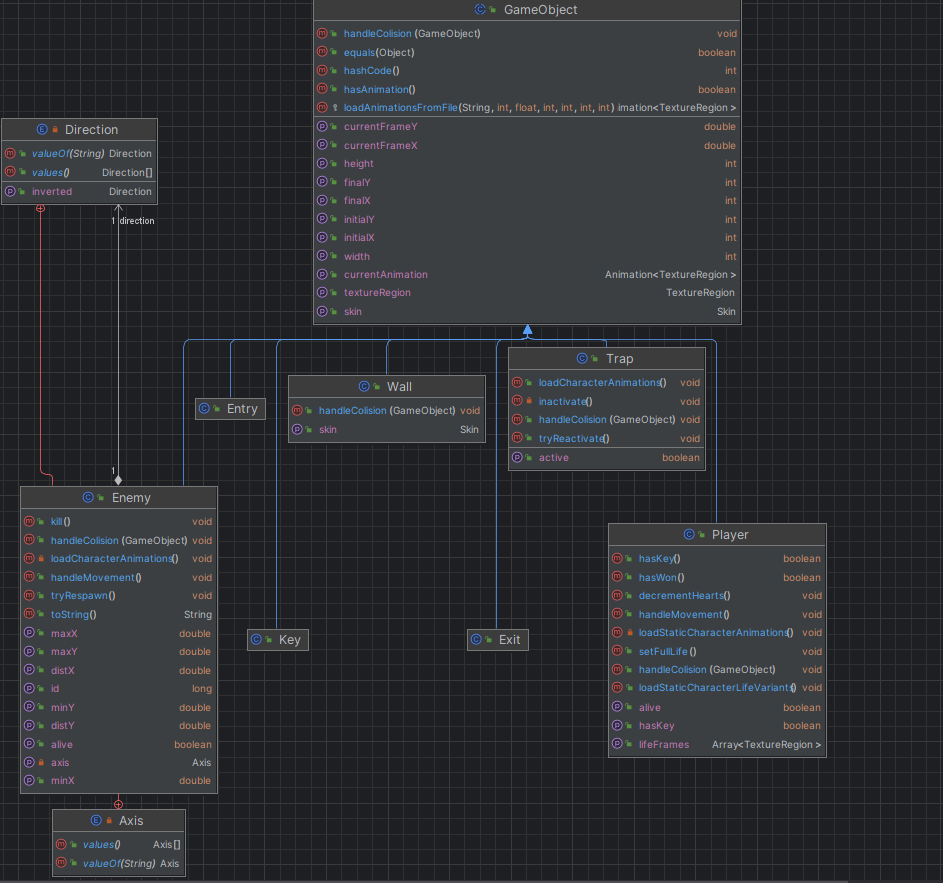 GameObject
handleColision (GameObject) void
equals(Object) boolean
hashCode() int
hasAnimation() boolean
loadAnimationsFromFile(String, int, float, int, int, int, int) imation<TextureRegion >
currentFrameY double
currentFrameX double
height int
finalY int
finalX int
initialY int
initialX int
width int
currentAnimation Animation<TextureRegion >
textureRegion TextureRegion
skin Skin
Direction
valueOf(String) Direction
values() Direction[]
inverted Direction
1 direction
Entry
Wall
handleColision (GameObject) void
skin Skin
Trap
loadCharacterAnimations() void
inactivate() void
handleColision (GameObject) void
tryReactivate() void
active boolean
1
Enemy
kill() void
handleColision (GameObject) void
loadCharacterAnimations() void
handleMovement() void
tryRespawn() void
toString() String
maxX double
maxY double
distX double
id long
minY double
distY double
alive boolean
axis Axis
minX double
Key
Exit
Player
hasKey() boolean
hasWon() boolean
decrementHearts() void
handleMovement() void
loadStaticCharacterAnimations() void
setFullLife () void
handleColision (GameObject) void
loadStaticCharacterLifeVariants() void
alive boolean
hasKey boolean
lifeFrames Array<TextureRegion >
Axis
values() Axis[]
valueOf(String) Axis